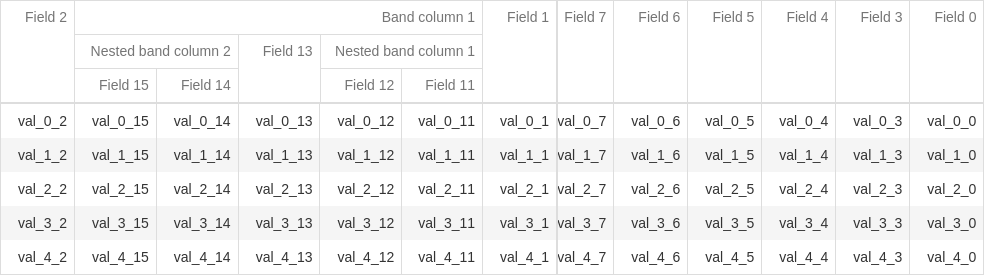 Field 2 Band column 1 Field 1 Field 7 Field 6 Field 5 Field 4 Field 3 Field 0
Nested band column 2 Field 13 Nested band column 1
Field 15 Field 14 Field 12 Field 11
val_0_2 val_0_15 val_0_14 val_0_13 val_0_12 val_0_11 val_0_1 val_0_7 val_0_6 val_0_5 val_0_4 val_0_3 val_0_0
val_1_2 val_1_15 val_1_14 val_1_13 val_1_12 val_1_11 val_1_1 val_1_7 val_1_6 val_1_5 val_1_4 val_1_3 val_1_0
val_2_2 val_2_15 val_2_14 val_2_13 val_2_12 val_2_11 val_2_1 val_2_7 val_2_6 val_2_5 val_2_4 val_2_3 val_2_0
val_3_2 val_3_15 val_3_14 val_3_13 val_3_12 val_3_11 val_3_1 val_3_7 val_3_6 val_3_5 val_3_4 val_3_3 val_3_0
val_4_2 val_4_15 val_4_14 val_4_13 val_4_12 val_4_11 val_4_1 val_4_7 val_4_6 val_4_5 val_4_4 val_4_3 val_4_0